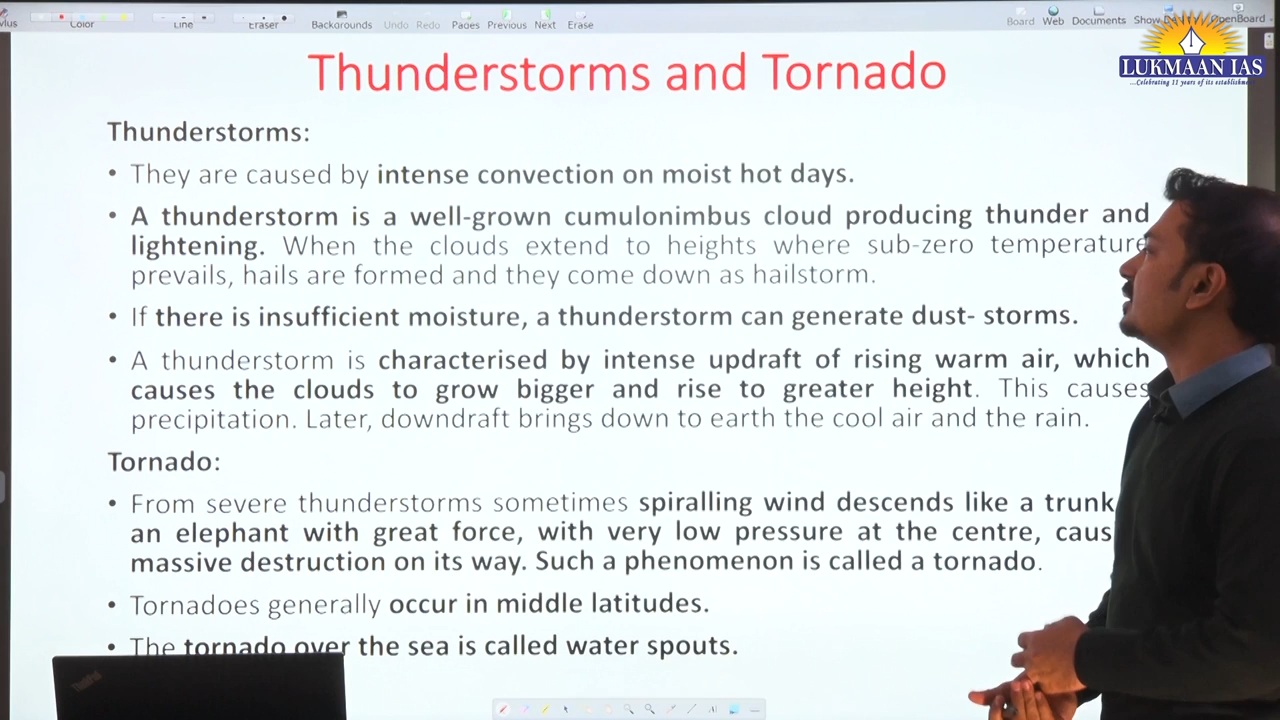 Color
Line
Eraser
Backgrounds
Undo
Redo
Pages
Previous
Next
Erase
Board
Web
Documents
Show
OpenBoard
LUKMAAN IAS
...Celebrating 11 years of its
Thunderstorms and Tornado
Thunderstorms:
• They are caused by intense convection on moist hot days.
• A thunderstorm is a well-grown cumulonimbus cloud producing thunder and
lightening. When the clouds extend to heights where sub-zero temperature
prevails, hails are formed and they come down as hailstorm.
• If there is insufficient moisture, a thunderstorm can generate dust- storms.
• A thunderstorm is characterised by intense updraft of rising warm air, which
causes the clouds to grow bigger and rise to greater height. This causes
precipitation. Later, downdraft brings down to earth the cool air and the rain.
Tornado:
• From severe thunderstorms sometimes spiralling wind descends like a trunk
an elephant with great force, with very low pressure at the centre, caus
massive destruction on its way. Such a phenomenon is called a tornado.
• Tornadoes generally occur in middle latitudes.
• The tornado over the sea is called water spouts.
ThinkPad